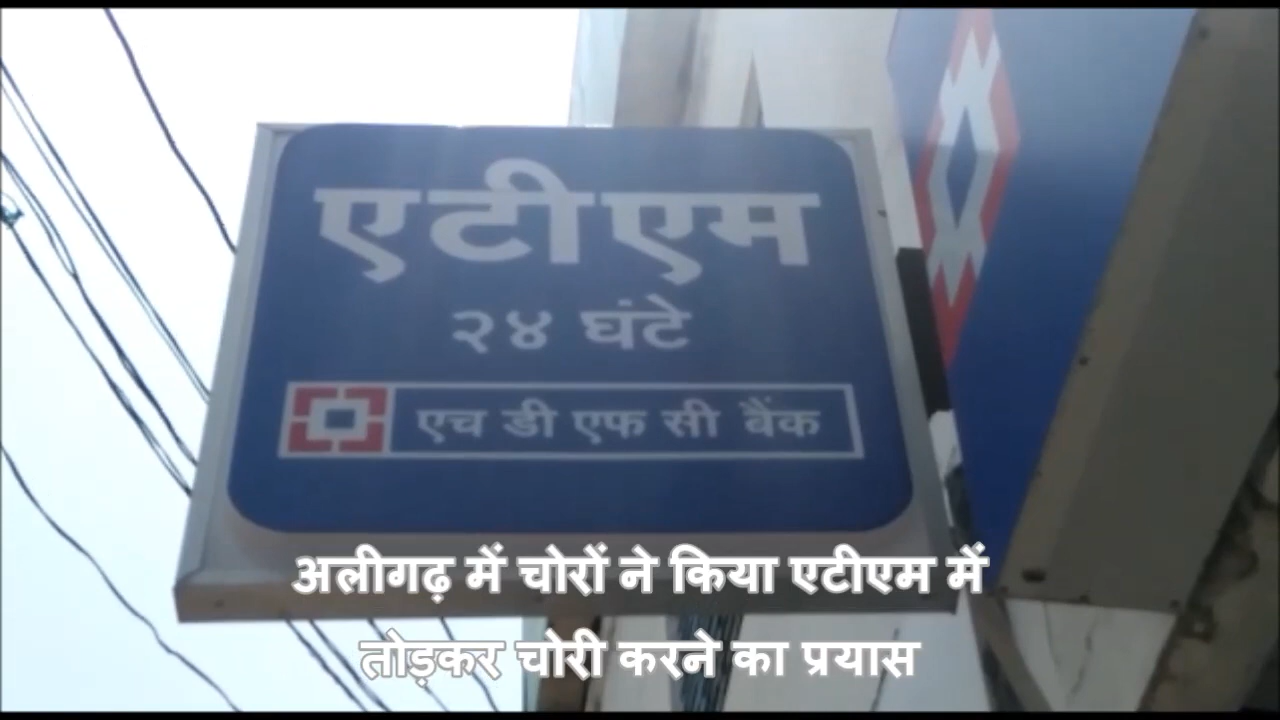 एटीएम
२४ घंटे
एच डी एफ सी बैंक
अलीगढ़ में चोरों ने किया एटीएम में
तोड़कर चोरी करने का प्रयास